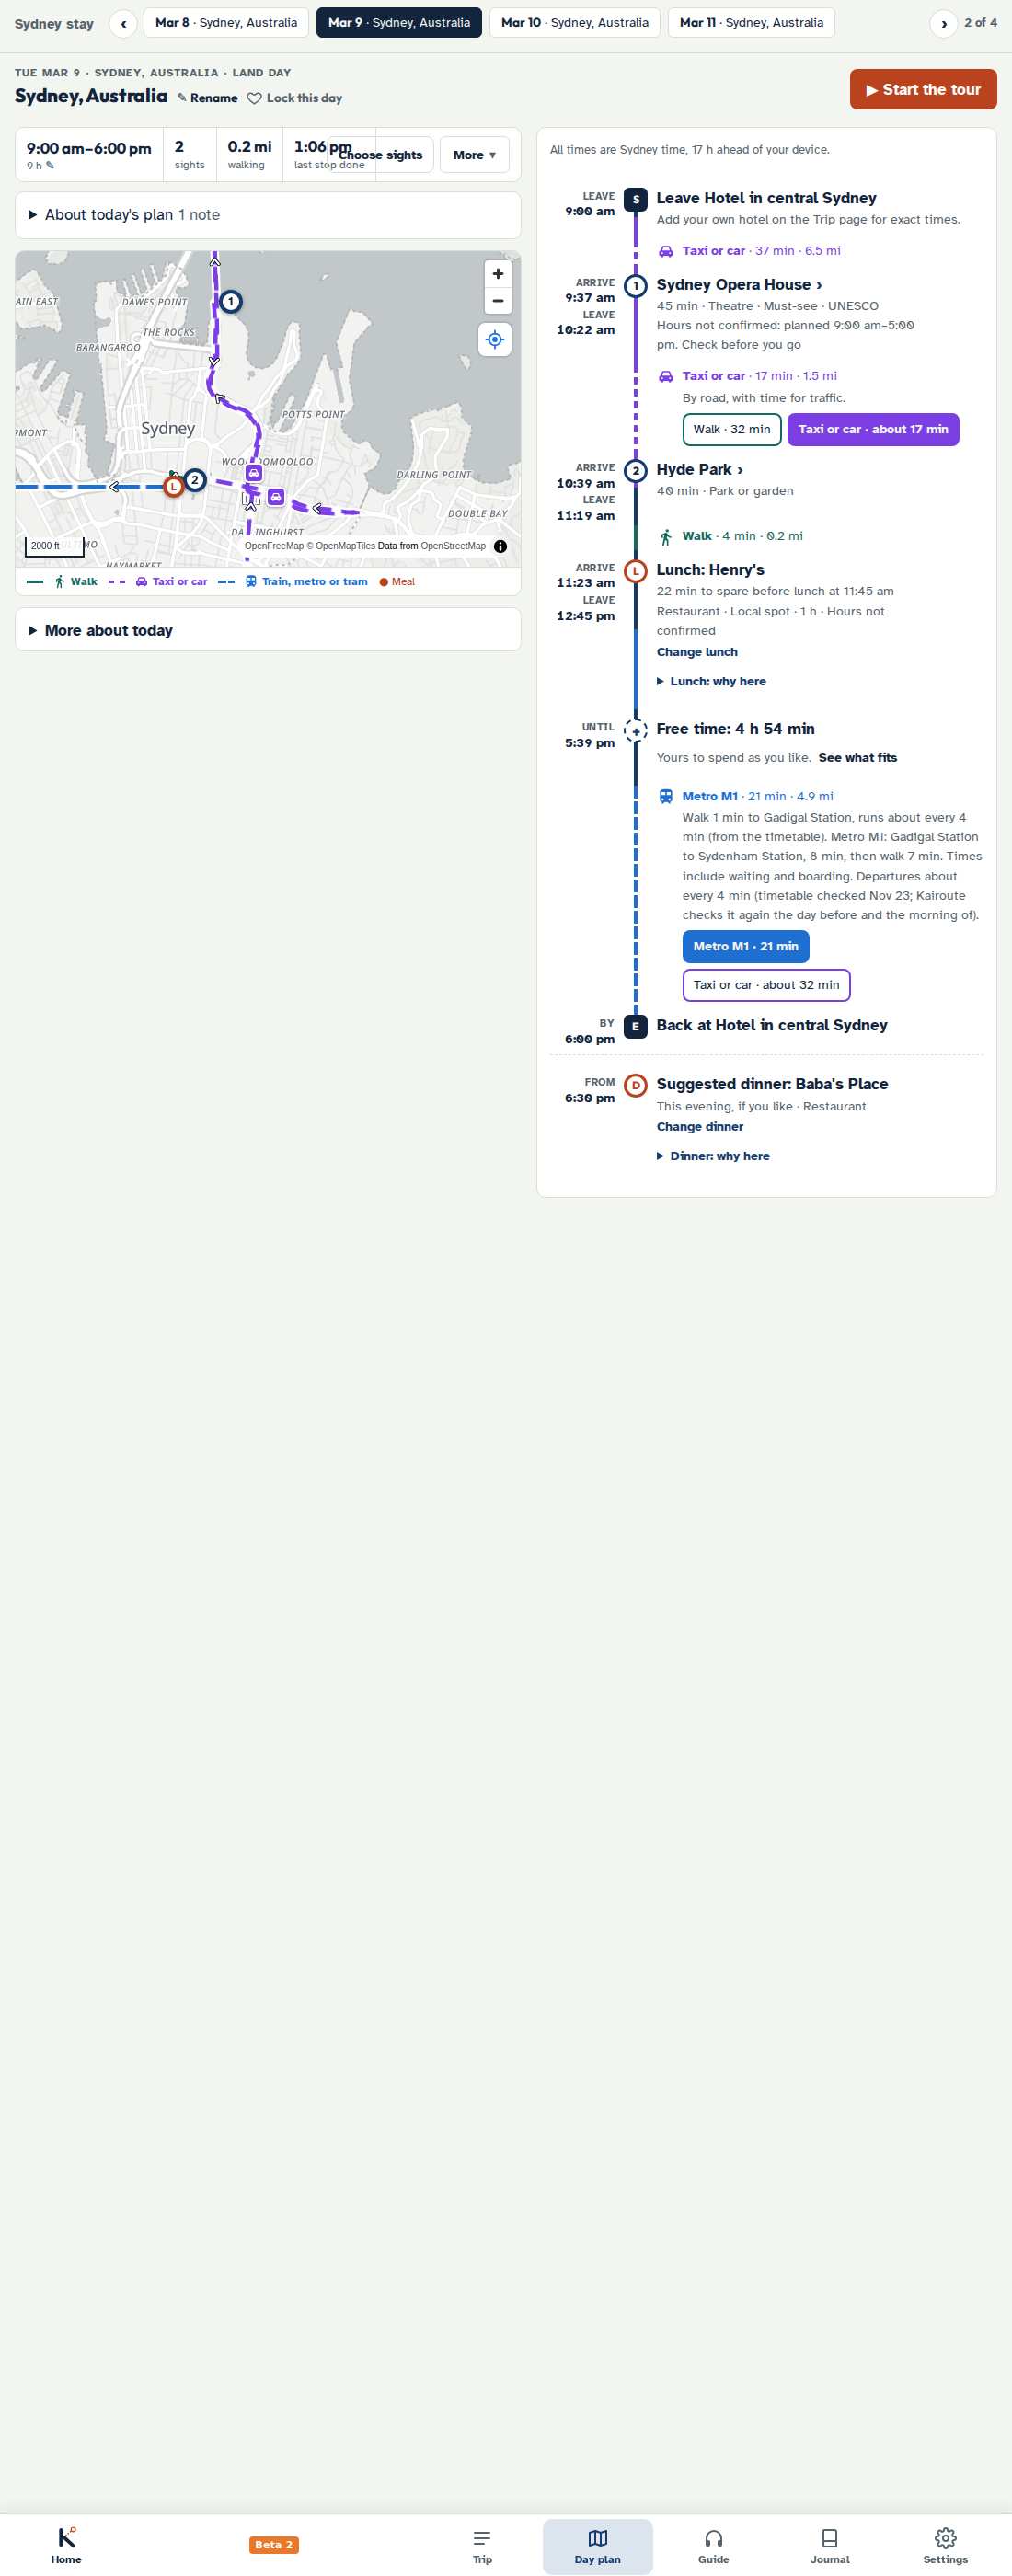 Sydney stay
‹
Mar 8 · Sydney, Australia
Mar 9 · Sydney, Australia
Mar 10 · Sydney, Australia
Mar 11 · Sydney, Australia
›
2 of 4
TUE MAR 9 · SYDNEY, AUSTRALIA · LAND DAY
Sydney, Australia
✎ Rename
Lock this day
▶ Start the tour
9:00 am–6:00 pm
9 h ✎
2
sights
0.2 mi
walking
1:06 pm
last stop done
Choose sights
More ▾
▶ About today's plan 1 note
AIN EAST
DAWES POINT
THE ROCKS
BARANGAROO
POTTS POINT
RMONT
Sydney
DARLING POINT
DOUBLE BAY
1
2
L
+
−
2000 ft
OpenFreeMap © OpenMapTiles Data from OpenStreetMap
HAYMARKET
Walk
Taxi or car
Train, metro or tram
Meal
▶ More about today
All times are Sydney time, 17 h ahead of your device.
LEAVE
9:00 am
S
Leave Hotel in central Sydney
Add your own hotel on the Trip page for exact times.
Taxi or car · 37 min · 6.5 mi
ARRIVE
9:37 am
LEAVE
10:22 am
1
Sydney Opera House ›
45 min · Theatre · Must-see · UNESCO
Hours not confirmed: planned 9:00 am–5:00
pm. Check before you go
Taxi or car · 17 min · 1.5 mi
By road, with time for traffic.
Walk · 32 min
Taxi or car · about 17 min
ARRIVE
10:39 am
LEAVE
11:19 am
2
Hyde Park ›
40 min · Park or garden
Walk · 4 min · 0.2 mi
ARRIVE
11:23 am
LEAVE
12:45 pm
L
Lunch: Henry's
22 min to spare before lunch at 11:45 am
Restaurant · Local spot · 1 h · Hours not
confirmed
Change lunch
▶ Lunch: why here
UNTIL
5:39 pm
+
Free time: 4 h 54 min
Yours to spend as you like. See what fits
Metro M1 · 21 min · 4.9 mi
Walk 1 min to Gadigal Station, runs about every 4
min (from the timetable). Metro M1: Gadigal Station
to Sydenham Station, 8 min, then walk 7 min. Times
include waiting and boarding. Departures about
every 4 min (timetable checked Nov 23; Kairoute
checks it again the day before and the morning of).
Metro M1 · 21 min
Taxi or car · about 32 min
BY
6:00 pm
E
Back at Hotel in central Sydney
FROM
6:30 pm
D
Suggested dinner: Baba's Place
This evening, if you like · Restaurant
Change dinner
▶ Dinner: why here
Home
Beta 2
Trip
Day plan
Guide
Journal
Settings